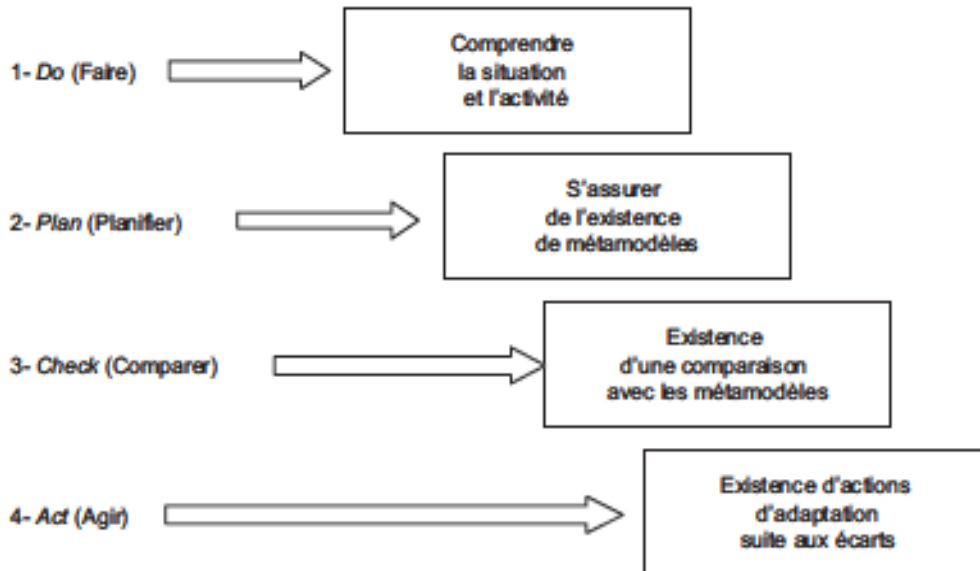 1- Do (Faire)
Comprendre
la situation
et l'activité
2- Plan (Planifier)
S'assurer
de l'existence
de métamodèles
3- Check (Comparer)
Existence
d'une comparaison
avec les métamodèles
4- Act (Agir)
Existence d'actions
d'adaptation
suite aux écarts